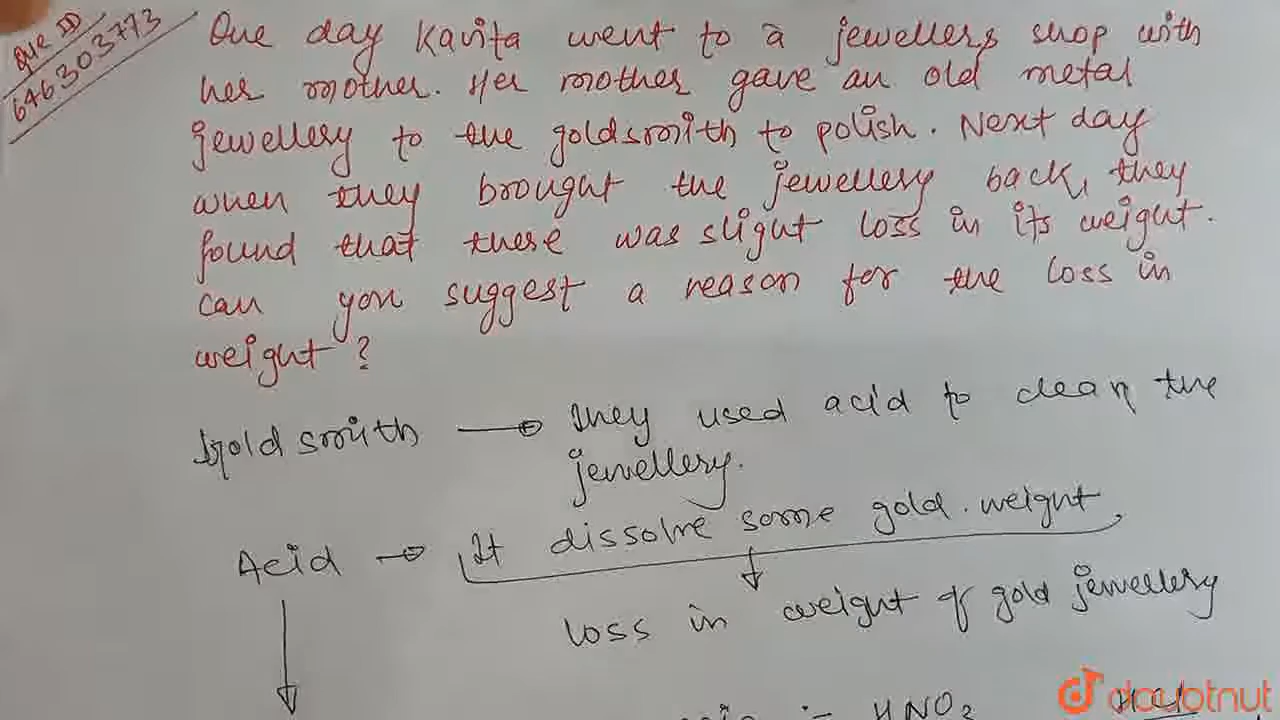 Que ID
646303773
One day Kavita went to a jewellers shop with
her mother. Her mother gave an old metal
jewellery to the goldsmith to polish. Next day
when they brought the jewellery back, they
found that there was slight loss in its weight.
can you suggest a reason for the loss in
weight?
Goldsmith → They used acid to clean the
jewellery.
Acid → It dissolve some gold. weight
loss in weight of gold jewellery
:- HNO3 HCl
doubtnut